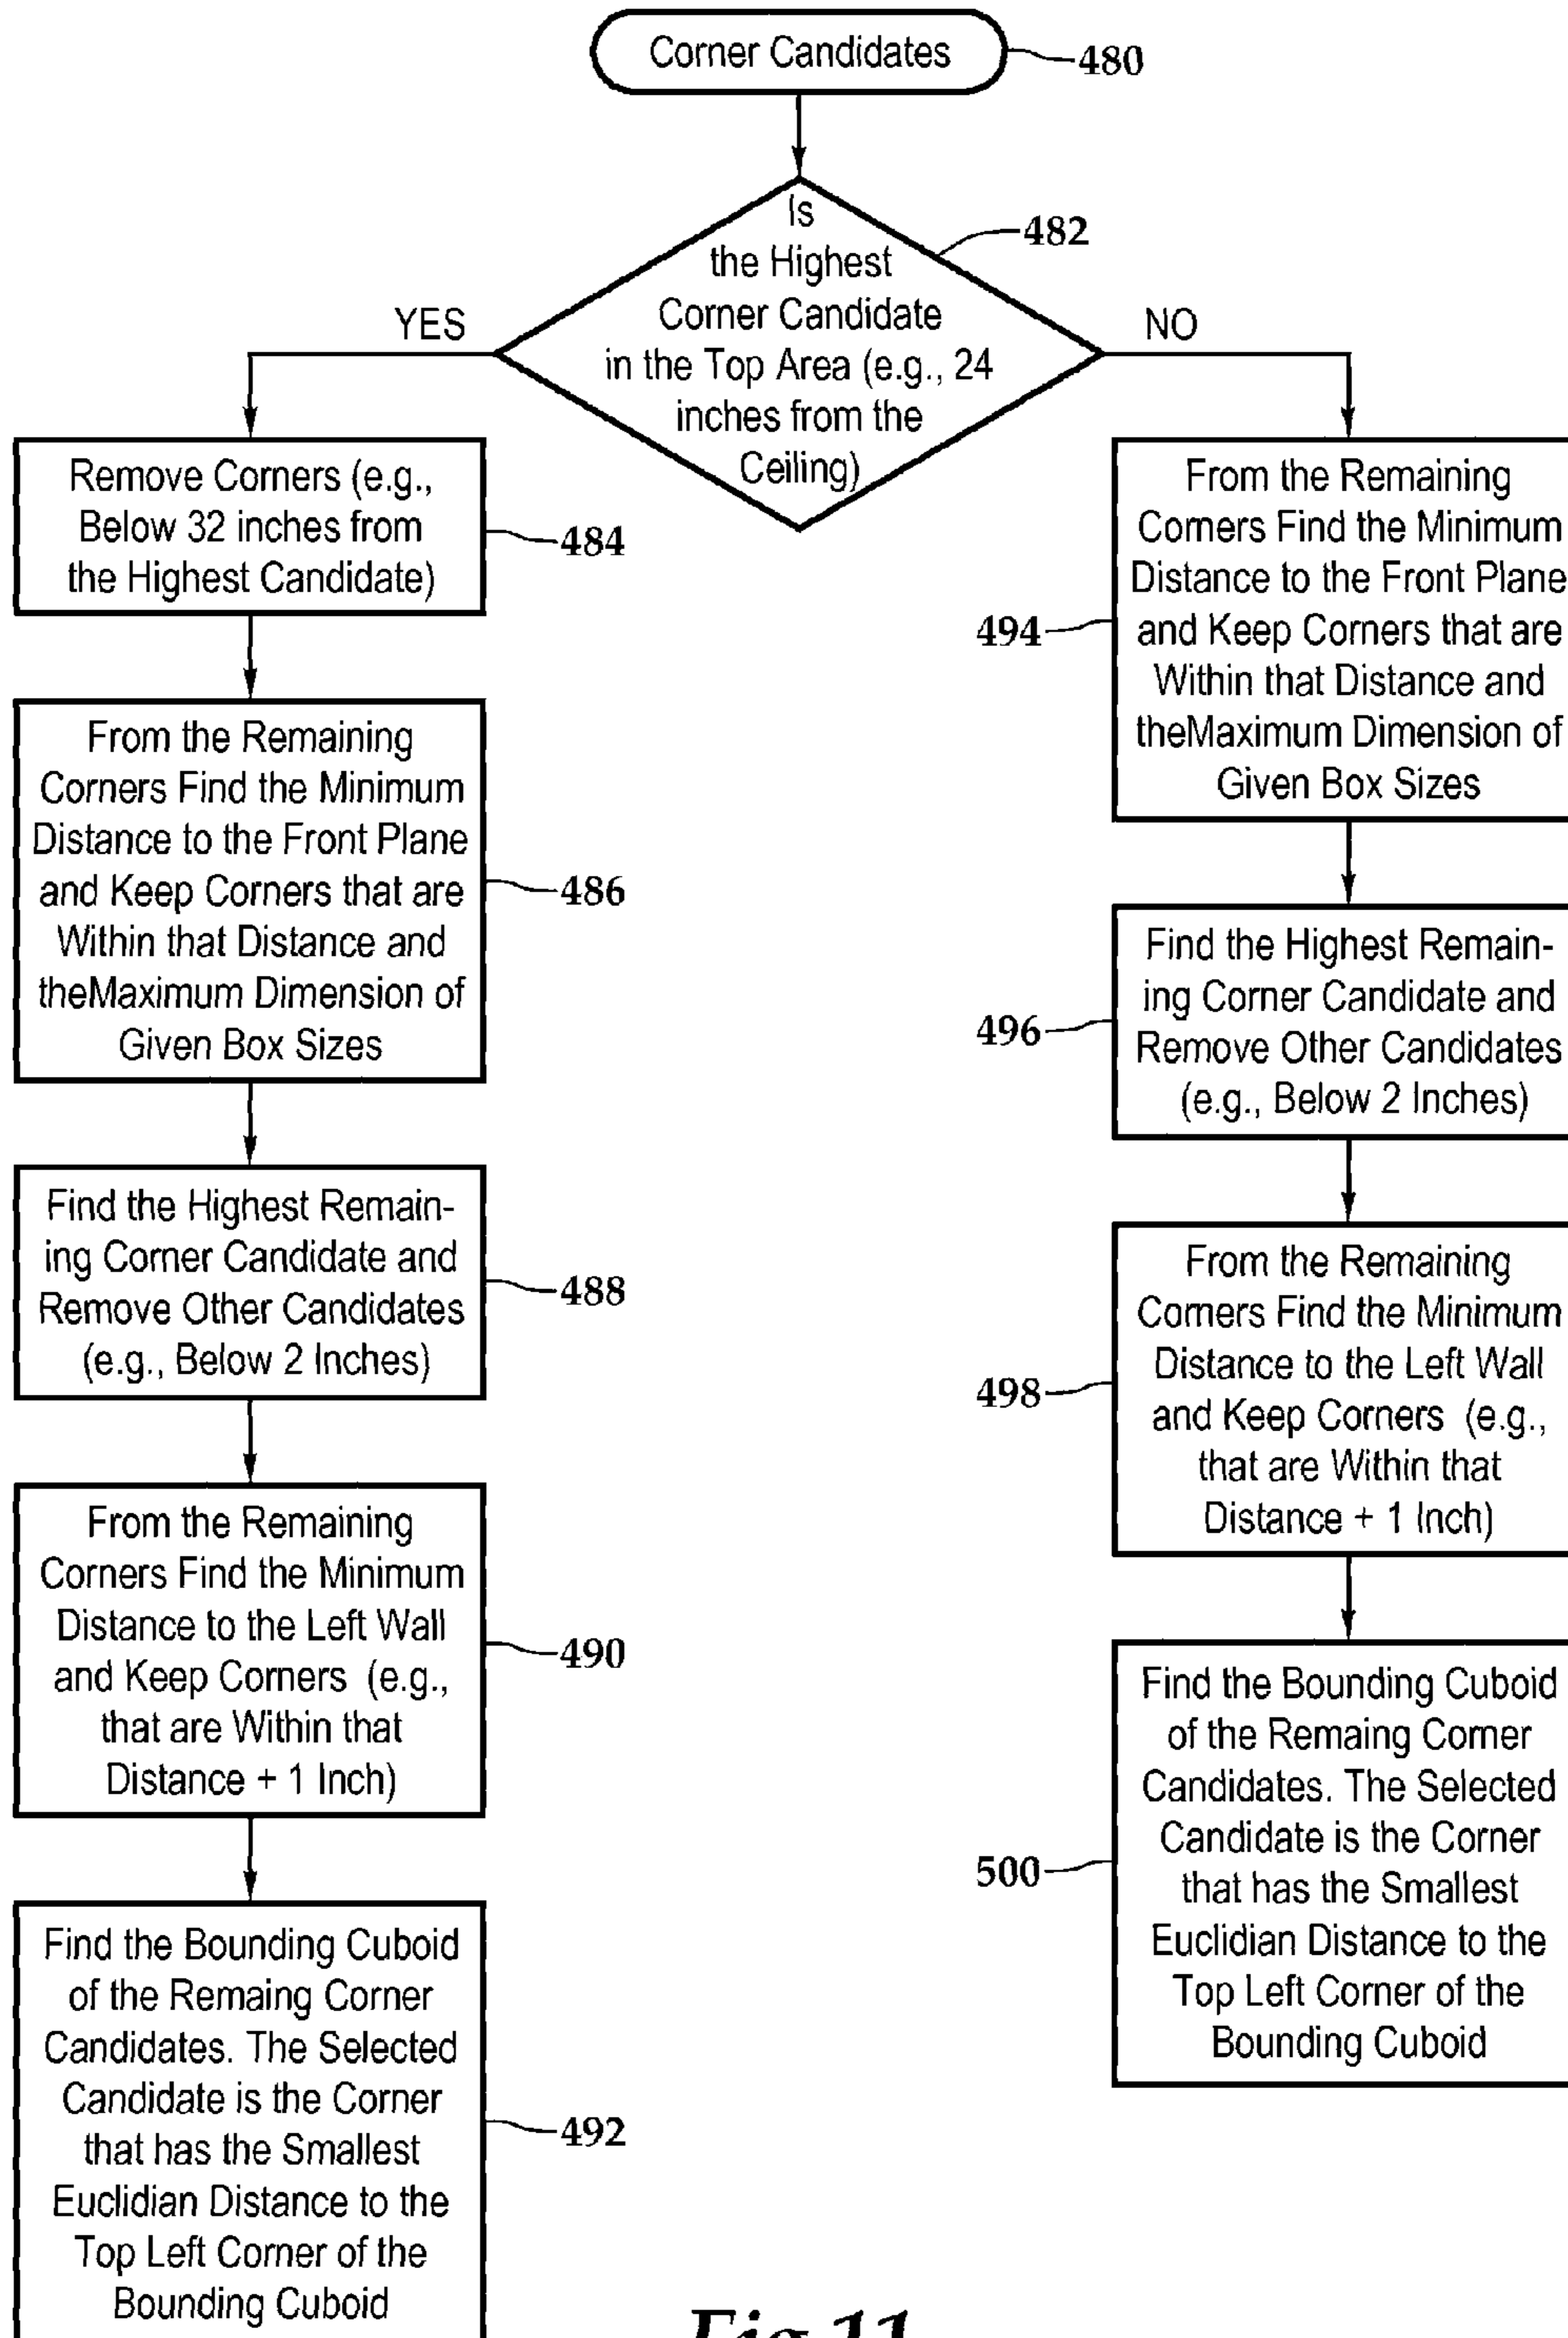 Corner Candidates
480
Is
the Highest
Corner Candidate
in the Top Area (e.g., 24
inches from the
Ceiling)
482
YES
NO
Remove Corners (e.g.,
Below 32 inches from
the Highest Candidate)
484
From the Remaining
Corners Find the Minimum
Distance to the Front Plane
and Keep Corners that are
Within that Distance and
theMaximum Dimension of
Given Box Sizes
486
Find the Highest Remain-
ing Corner Candidate and
Remove Other Candidates
(e.g., Below 2 Inches)
488
From the Remaining
Corners Find the Minimum
Distance to the Left Wall
and Keep Corners (e.g.,
that are Within that
Distance + 1 Inch)
490
Find the Bounding Cuboid
of the Remaing Corner
Candidates. The Selected
Candidate is the Corner
that has the Smallest
Euclidian Distance to the
Top Left Corner of the
Bounding Cuboid
492
From the Remaining
Corners Find the Minimum
Distance to the Front Plane
and Keep Corners that are
Within that Distance and
theMaximum Dimension of
Given Box Sizes
494
Find the Highest Remain-
ing Corner Candidate and
Remove Other Candidates
(e.g., Below 2 Inches)
496
From the Remaining
Corners Find the Minimum
Distance to the Left Wall
and Keep Corners (e.g.,
that are Within that
Distance + 1 Inch)
498
Find the Bounding Cuboid
of the Remaing Corner
Candidates. The Selected
Candidate is the Corner
that has the Smallest
Euclidian Distance to the
Top Left Corner of the
Bounding Cuboid
500
Fig.11